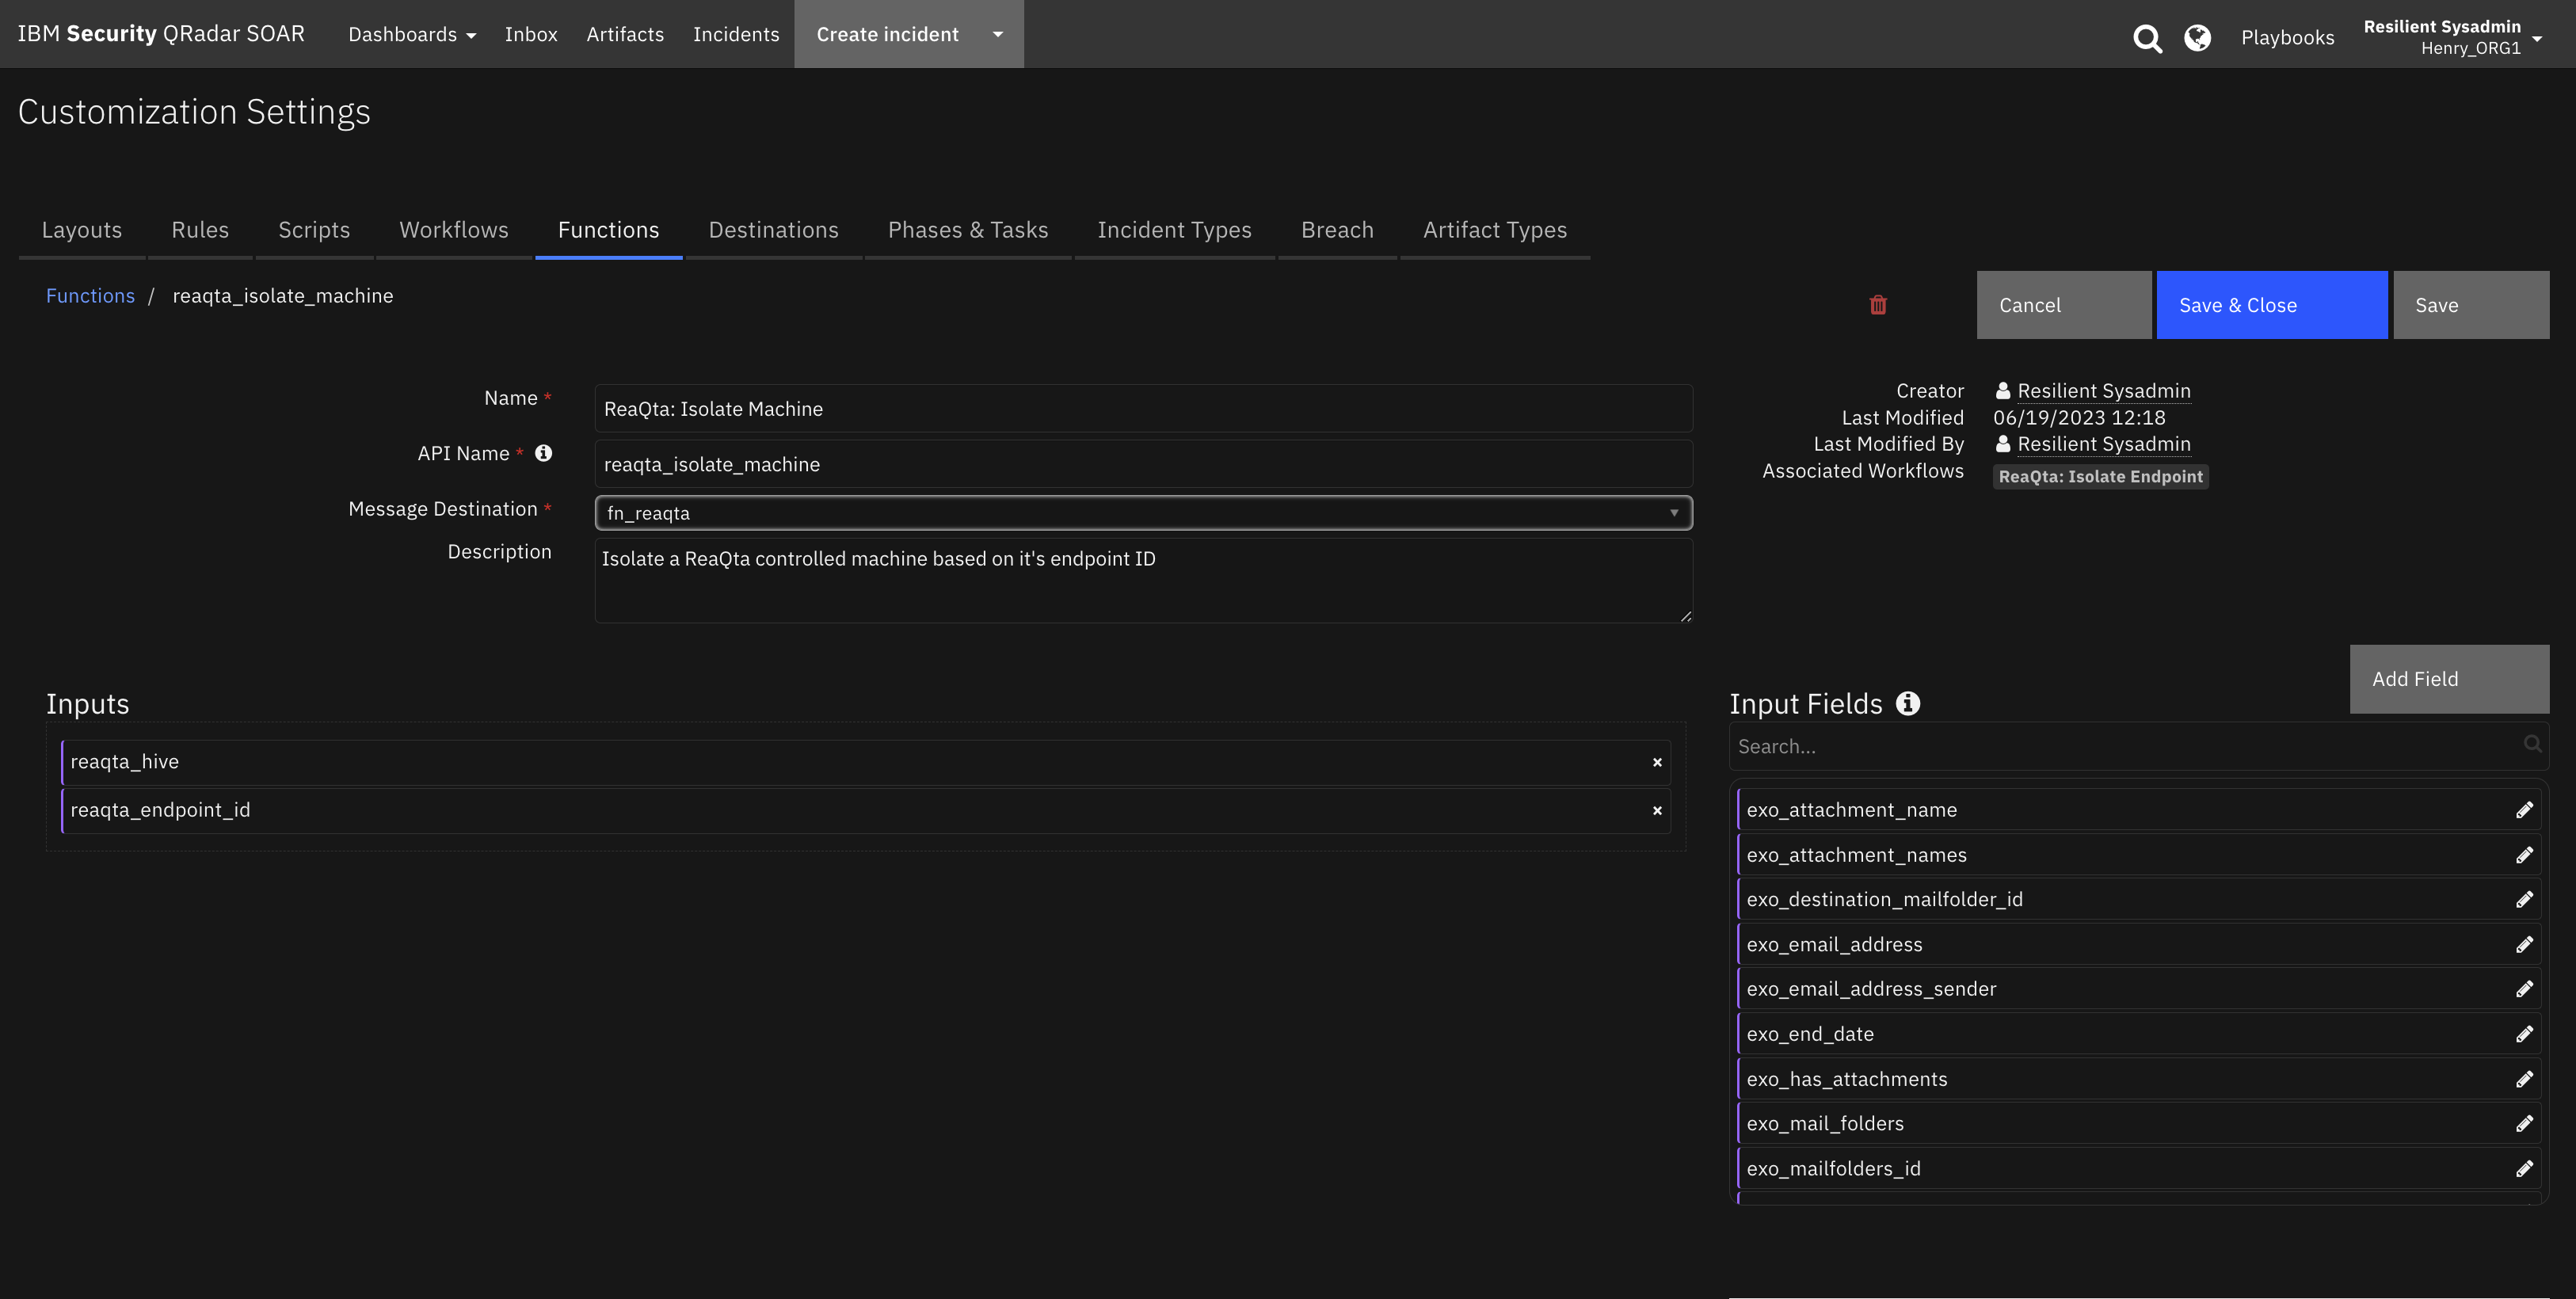 IBM Security QRadar SOAR Dashboards Inbox Artifacts Incidents Create incident Playbooks Resilient Sysadmin
Henry_ORG1
Customization Settings
Layouts Rules Scripts Workflows Functions Destinations Phases & Tasks Incident Types Breach Artifact Types
Functions / reaqta_isolate_machine
Cancel Save & Close Save
Name * ReaQta: Isolate Machine
API Name * reaqta_isolate_machine
Message Destination * fn_reaqta
Description Isolate a ReaQta controlled machine based on it's endpoint ID
Creator Resilient Sysadmin
Last Modified 06/19/2023 12:18
Last Modified By Resilient Sysadmin
Associated Workflows ReaQta: Isolate Endpoint
Inputs
reaqta_hive ×
reaqta_endpoint_id ×
Add Field
Input Fields
Search...
exo_attachment_name
exo_attachment_names
exo_destination_mailfolder_id
exo_email_address
exo_email_address_sender
exo_end_date
exo_has_attachments
exo_mail_folders
exo_mailfolders_id